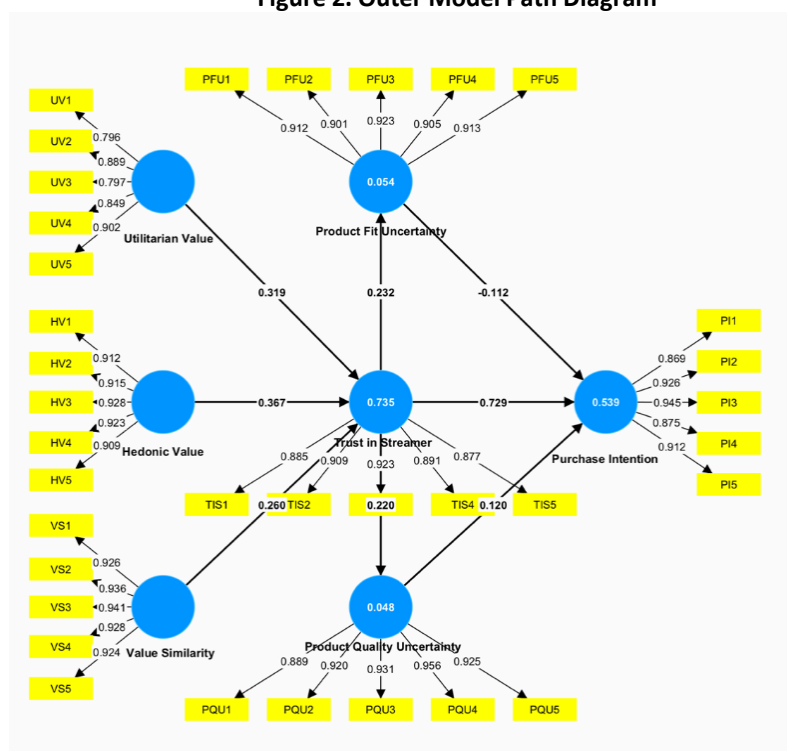 Figure 2. Outer Model Path Diagram
PFU1 PFU2 PFU3 PFU4 PFU5
UV1
0.912 0.901 0.923 0.905 0.913
0.796
UV2
0.889
UV3 0.797
0.849
UV4
0.902
UV5
Utilitarian Value
0.054
Product Fit Uncertainty
0.319 0.232 -0.112
HV1
0.912
HV2
0.915
HV3 0.928
0.923
HV4
0.909
HV5
Hedonic Value
0.367
0.735
Trust in Streamer
0.729
0.539
Purchase Intention
PI1
0.869
PI2
0.926
0.945 PI3
0.875
PI4
0.912
PI5
0.885 0.909 0.923 0.891 0.877
TIS1 0.260 TIS2 0.220 TIS4 0.120 TIS5
VS1
0.926
VS2
0.936
VS3 0.941
0.928
VS4
0.924
VS5
Value Similarity
0.048
Product Quality Uncertainty
0.889 0.920 0.931 0.956 0.925
PQU1 PQU2 PQU3 PQU4 PQU5